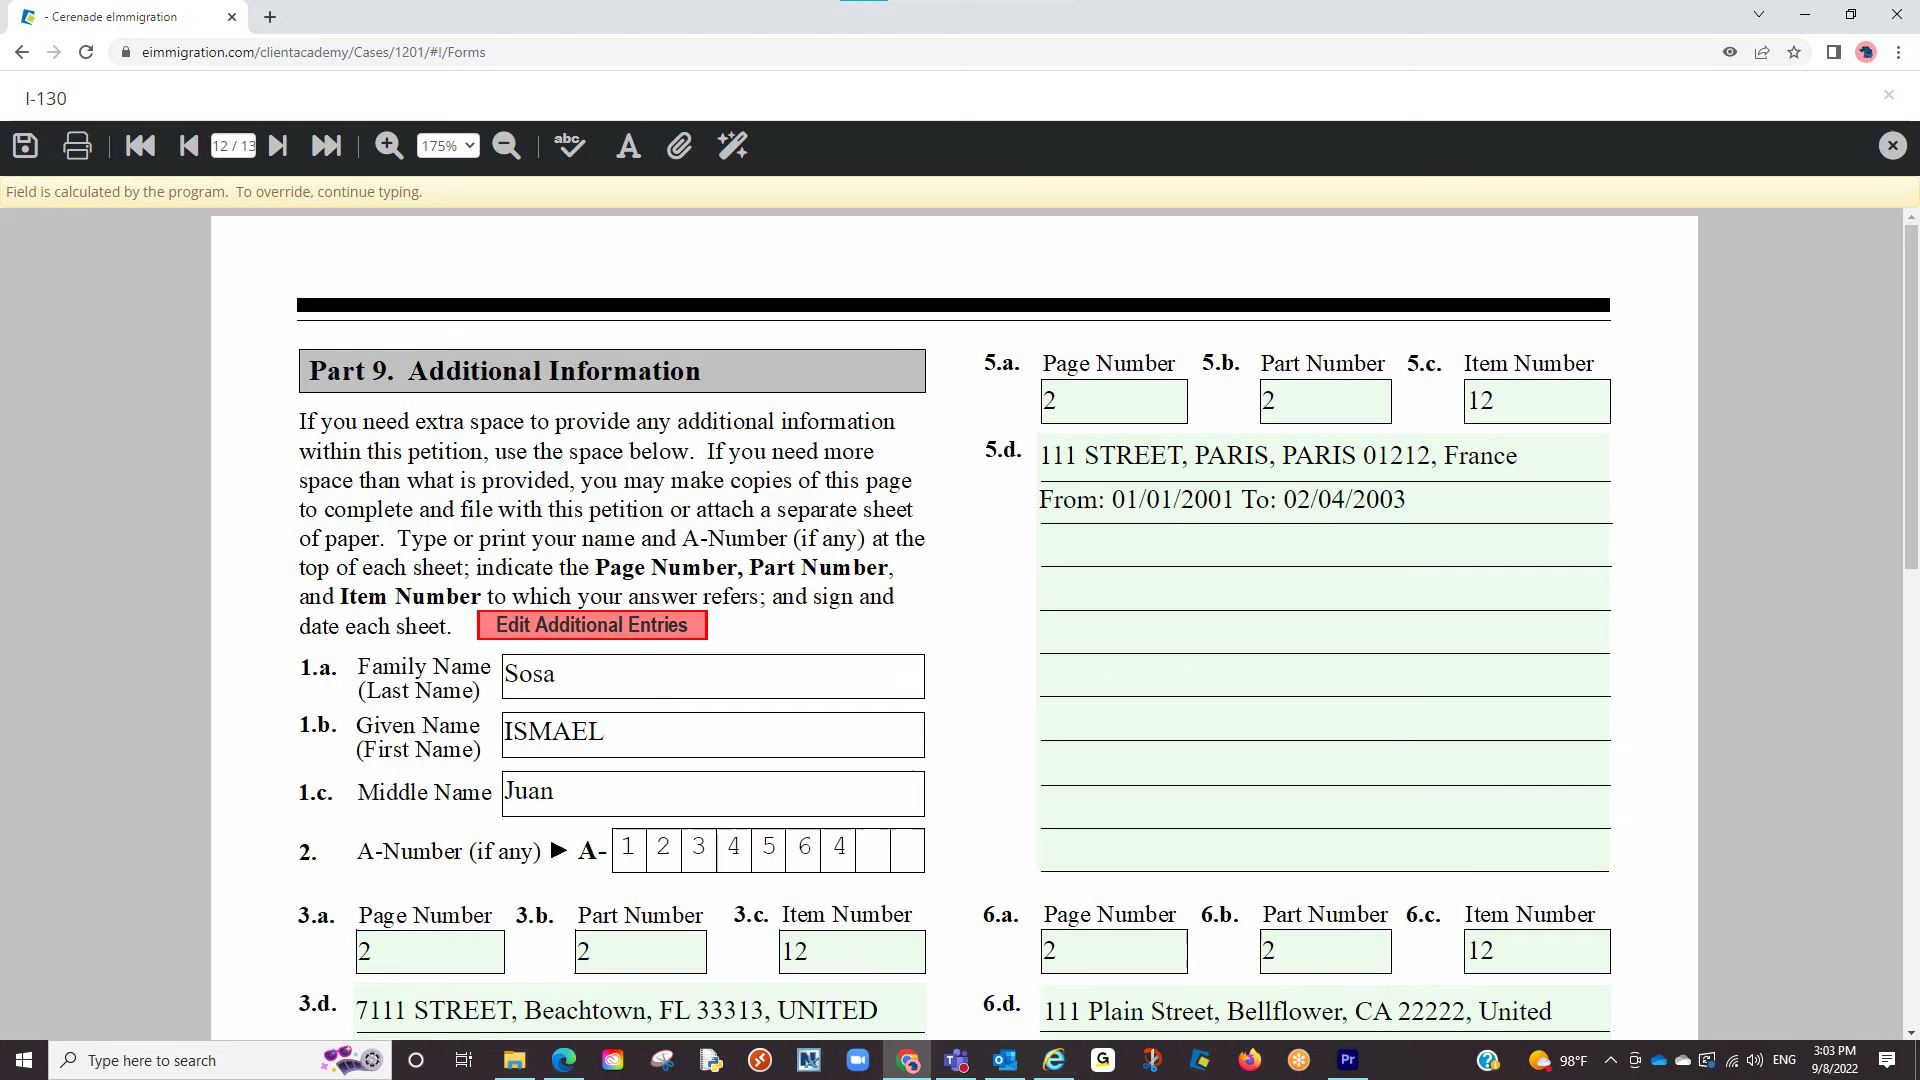 - Cerenade eImmigration
eimmigration.com/clientacademy/Cases/1201/#!/Forms
I-130
12 / 13
175%
abc
A
Field is calculated by the program. To override, continue typing.
Part 9. Additional Information
If you need extra space to provide any additional information
within this petition, use the space below. If you need more
space than what is provided, you may make copies of this page
to complete and file with this petition or attach a separate sheet
of paper. Type or print your name and A-Number (if any) at the
top of each sheet; indicate the Page Number, Part Number,
and Item Number to which your answer refers; and sign and
date each sheet.
Edit Additional Entries
1.a. Family Name
(Last Name)
Sosa
1.b. Given Name
(First Name)
ISMAEL
1.c. Middle Name
Juan
2. A-Number (if any) ► A- 1 2 3 4 5 6 4
3.a. Page Number 3.b. Part Number 3.c. Item Number
2 2 12
3.d. 7111 STREET, Beachtown, FL 33313, UNITED
5.a. Page Number 5.b. Part Number 5.c. Item Number
2 2 12
5.d. 111 STREET, PARIS, PARIS 01212, France
From: 01/01/2001 To: 02/04/2003
6.a. Page Number 6.b. Part Number 6.c. Item Number
2 2 12
6.d. 111 Plain Street, Bellflower, CA 22222, United
Type here to search
G
Pr
98°F
ENG
3:03 PM
9/8/2022